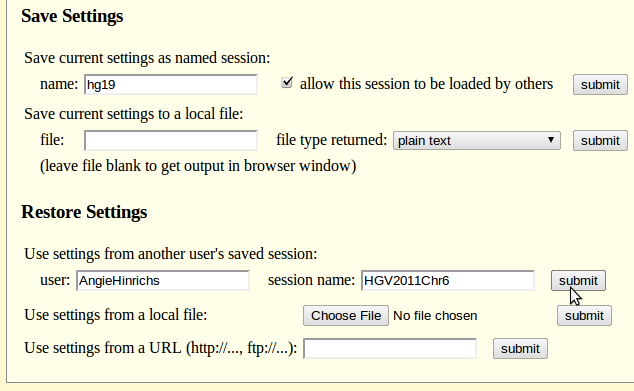 Save Settings
Save current settings as named session:
name: hg19 allow this session to be loaded by others submit
Save current settings to a local file:
file: file type returned: plain text submit
(leave file blank to get output in browser window)
Restore Settings
Use settings from another user's saved session:
user: AngieHinrichs session name: HGV2011Chr6 submit
Use settings from a local file: Choose File No file chosen submit
Use settings from a URL (http://..., ftp://...): submit